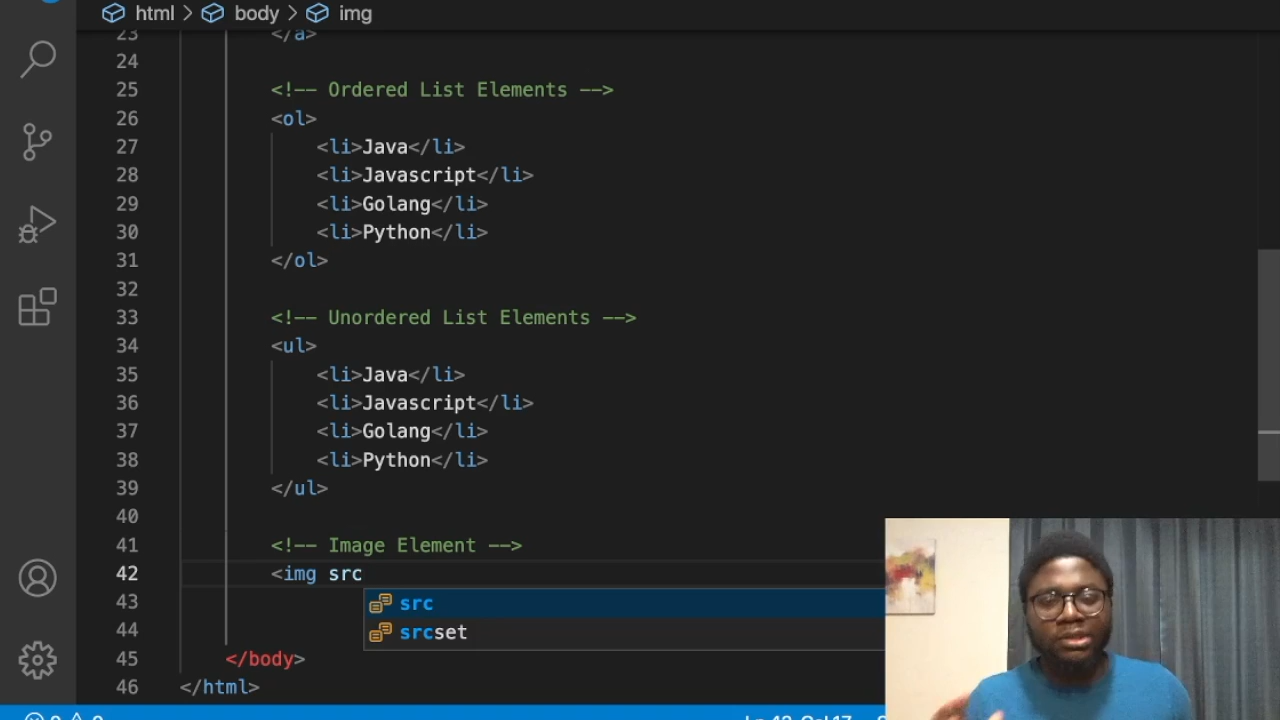 html > body > img
23 </a>
24
25 <!-- Ordered List Elements -->
26 <ol>
27 <li>Java</li>
28 <li>Javascript</li>
29 <li>Golang</li>
30 <li>Python</li>
31 </ol>
32
33 <!-- Unordered List Elements -->
34 <ul>
35 <li>Java</li>
36 <li>Javascript</li>
37 <li>Golang</li>
38 <li>Python</li>
39 </ul>
40
41 <!-- Image Element -->
42 <img src
43 src
44 srcset
45 </body>
46 </html>